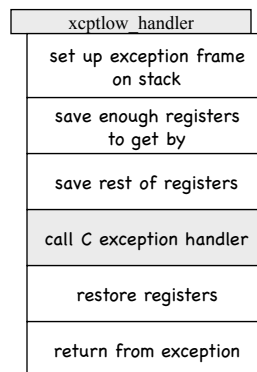 xcptlow_handler
set up exception frame
on stack
save enough registers
to get by
save rest of registers
call C exception handler
restore registers
return from exception